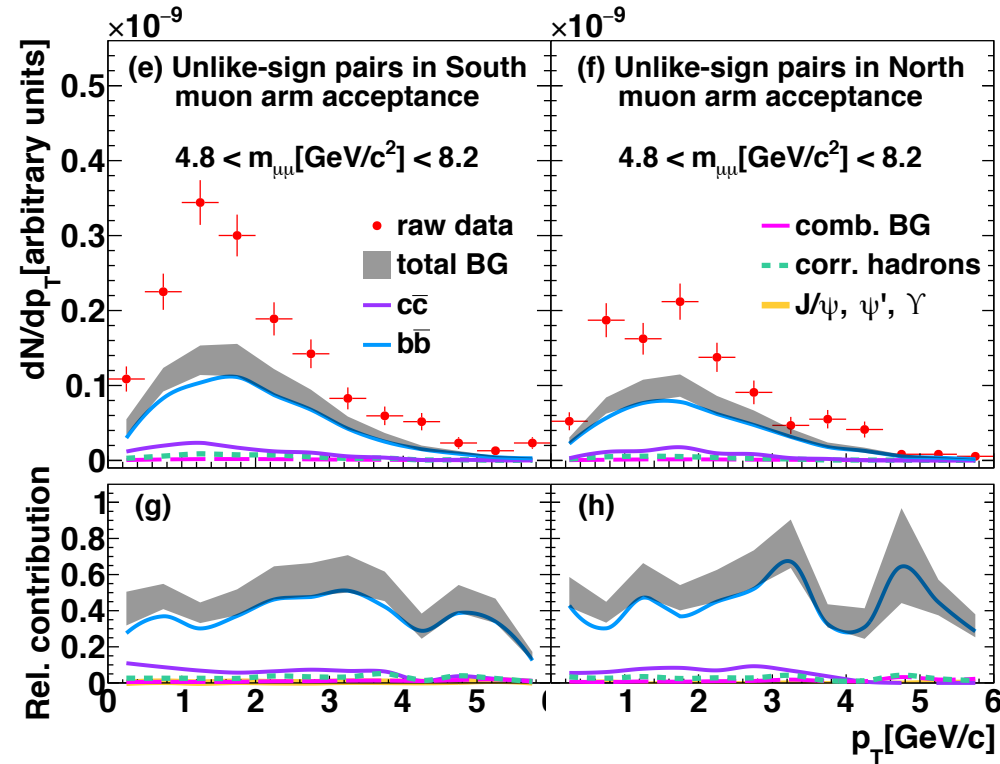 ×10⁻⁹
×10⁻⁹
dN/dp_T[arbitrary units]
0.5
0.4
0.3
0.2
0.1
0
(e) Unlike-sign pairs in South
muon arm acceptance
4.8 < m_μμ[GeV/c²] < 8.2
raw data
total BG
cc̅
bb̅
(f) Unlike-sign pairs in North
muon arm acceptance
4.8 < m_μμ[GeV/c²] < 8.2
comb. BG
corr. hadrons
J/ψ, ψ', ϒ
Rel. contribution
1
0.8
0.6
0.4
0.2
0
(g)
(h)
0 1 2 3 4 5
1 2 3 4 5 6
p_T[GeV/c]